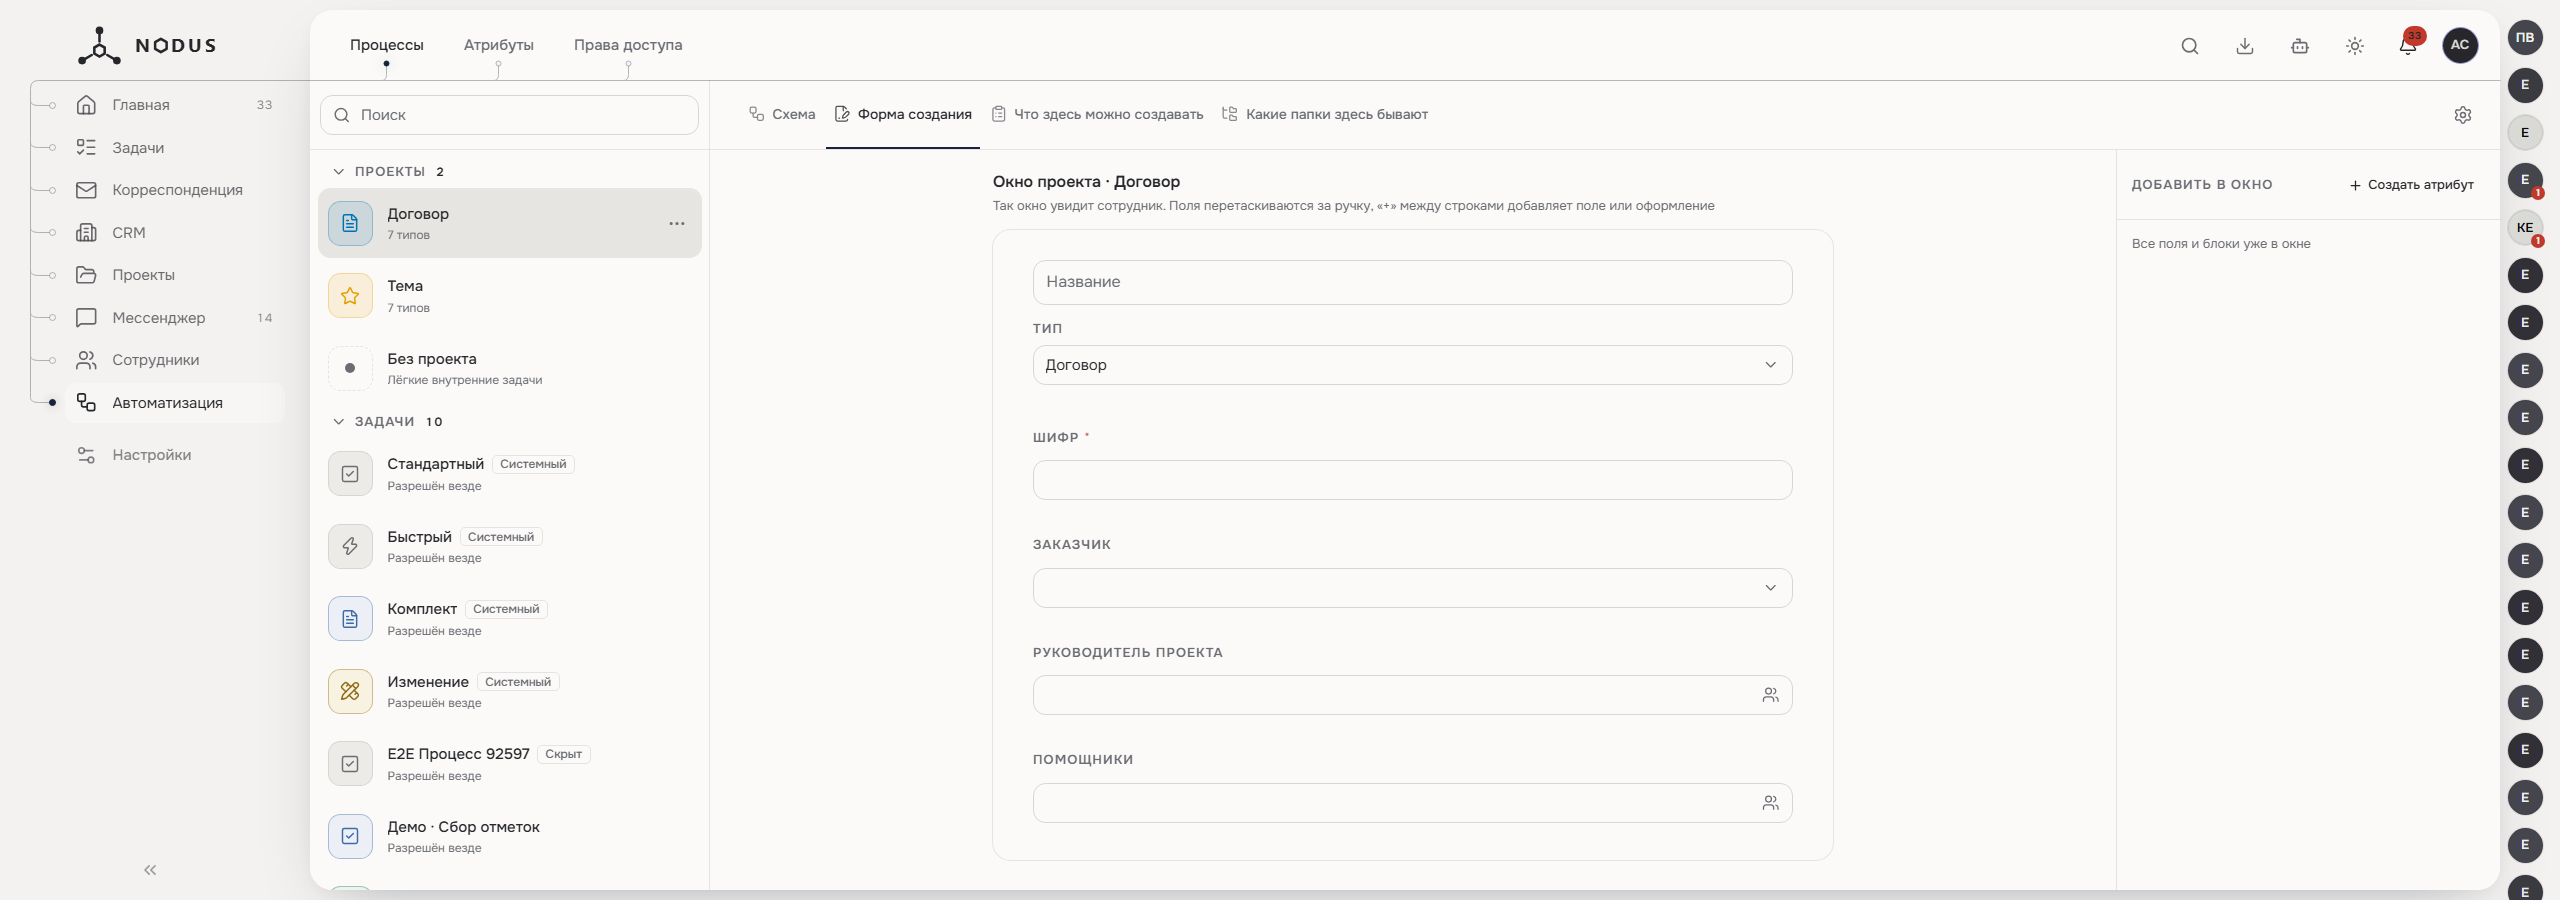 NODUS
Главная 33
Задачи
Корреспонденция
CRM
Проекты
Мессенджер 14
Сотрудники
Автоматизация
Настройки
Процессы Атрибуты Права доступа
33
АС
Поиск
ПРОЕКТЫ 2
Договор
7 типов
Тема
7 типов
Без проекта
Лёгкие внутренние задачи
ЗАДАЧИ 10
Стандартный Системный
Разрешён везде
Быстрый Системный
Разрешён везде
Комплект Системный
Разрешён везде
Изменение Системный
Разрешён везде
E2E Процесс 92597 Скрыт
Разрешён везде
Демо · Сбор отметок
Разрешён везде
Схема Форма создания Что здесь можно создавать Какие папки здесь бывают
Окно проекта · Договор
Так окно увидит сотрудник. Поля перетаскиваются за ручку, «+» между строками добавляет поле или оформление
Название
ТИП
Договор
ШИФР *
ЗАКАЗЧИК
РУКОВОДИТЕЛЬ ПРОЕКТА
ПОМОЩНИКИ
ДОБАВИТЬ В ОКНО + Создать атрибут
Все поля и блоки уже в окне
ПВ
E
E
E 1
КЕ 1
E
E
E
E
E
E
E
E
E
E
E
E
E
E